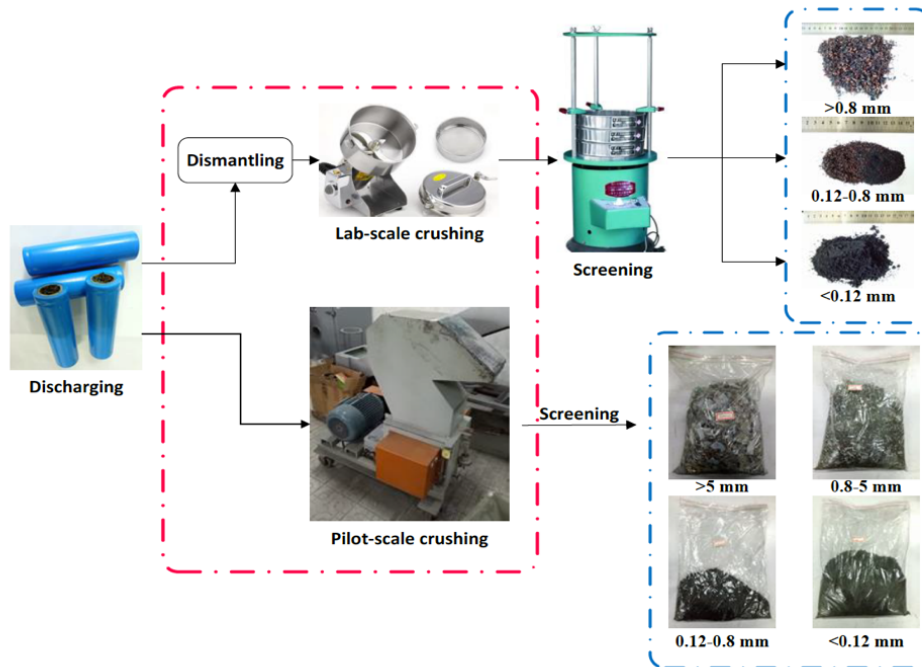 Dismantling
Lab-scale crushing
Screening
>0.8 mm
0.12-0.8 mm
<0.12 mm
Discharging
Pilot-scale crushing
Screening
>5 mm
0.8-5 mm
0.12-0.8 mm
<0.12 mm